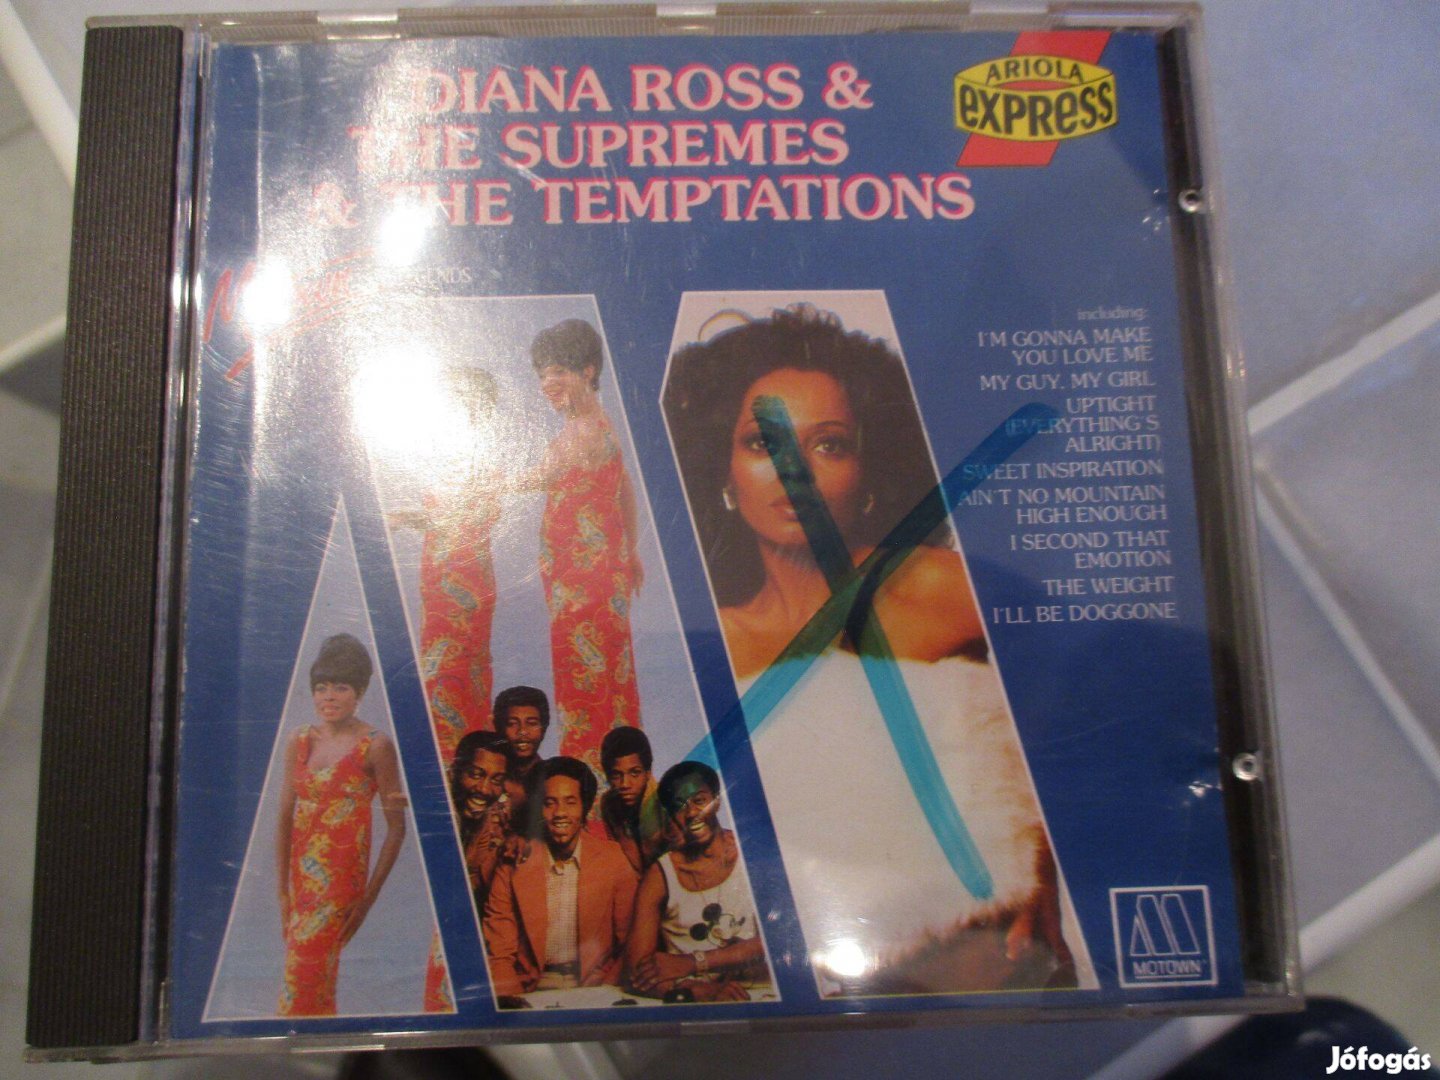 DIANA ROSS &
THE SUPREMES
& THE TEMPTATIONS
ARIOLA
EXPRESS
including:
I'M GONNA MAKE
YOU LOVE ME
MY GUY, MY GIRL
UPTIGHT
(EVERYTHING'S
ALRIGHT)
SWEET INSPIRATION
AIN'T NO MOUNTAIN
HIGH ENOUGH
I SECOND THAT
EMOTION
THE WEIGHT
I'LL BE DOGGONE
MOTOWN
Jófogás